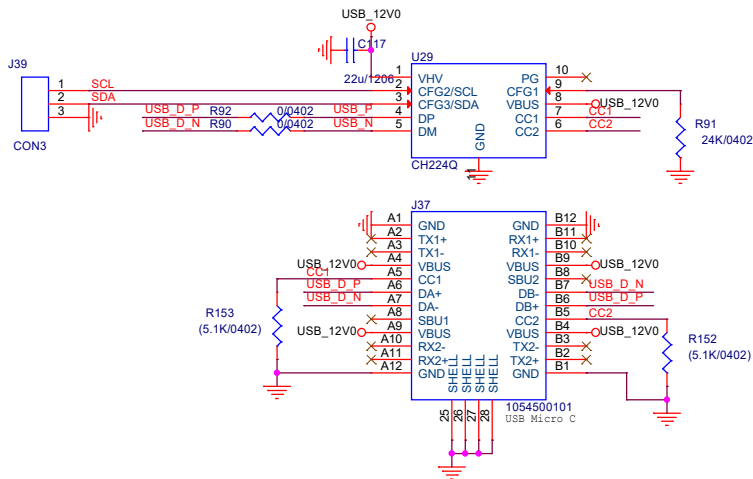 USB_12V0
C117
22u/1206
J39
1 SCL
2 SDA
3
CON3
U29
1 VHV
2 CFG2/SCL
3 CFG3/SDA
4 DP
5 DM
PG 10
CFG1 9
VBUS 8 USB_12V0
CC1 7 CC1
CC2 6 CC2
GND
11
CH224Q
USB_D_P R92 0/0402 USB_P
USB_D_N R90 0/0402 USB_N
R91
24K/0402
J37
A1 GND GND B12
A2 TX1+ RX1+ B11
A3 TX1- RX1- B10
USB_12V0 A4 VBUS VBUS B9 USB_12V0
CC1 A5 CC1 SBU2 B8
USB_D_P A6 DA+ DB- B7 USB_D_N
USB_D_N A7 DA- DB+ B6 USB_D_P
A8 SBU1 CC2 B5 CC2
USB_12V0 A9 VBUS VBUS B4 USB_12V0
A10 RX2- TX2- B3
A11 RX2+ TX2+ B2
A12 GND GND B1
R153
(5.1K/0402)
R152
(5.1K/0402)
SHELL SHELL SHELL SHELL
25 26 27 28
1054500101
USB Micro C